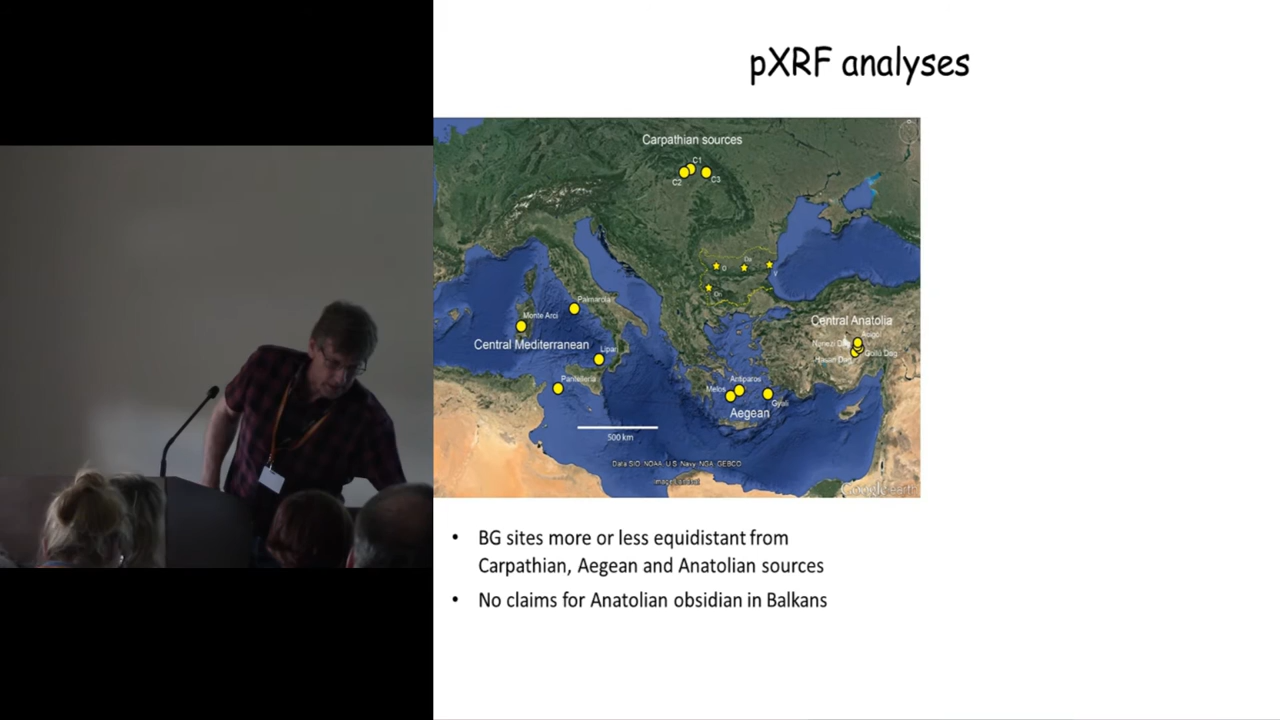 pXRF analyses
Carpathian sources
C1
C2
C3
Palmarola
Monte Arci
Central Mediterranean
Lipari
Pantelleria
Central Anatolia
Göllü Dağ
Antiparos
Melos
Gyali
Aegean
500 km
Data SIO, NOAA, U.S. Navy, NGA, GEBCO
Google earth
• BG sites more or less equidistant from
Carpathian, Aegean and Anatolian sources
• No claims for Anatolian obsidian in Balkans